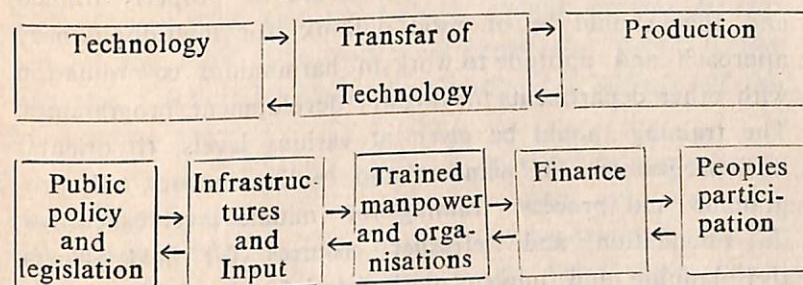 Technology → Transfar of → Production
← Technology ←
Public Infrastruc- Trained Finance Peoples
policy → tures → manpower → → partici-
and ← and ← and orga- ← ← pation
legislation Input nisations